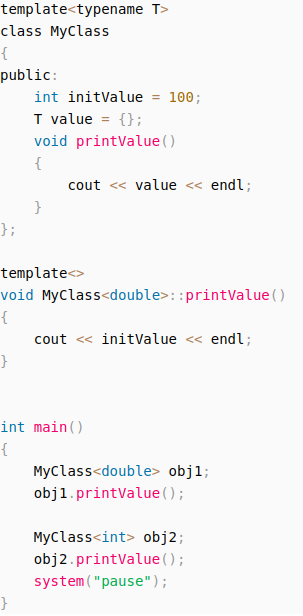 template<typename T>
class MyClass
{
public:
    int initValue = 100;
    T value = {};
    void printValue()
    {
        cout << value << endl;
    }
};

template<>
void MyClass<double>::printValue()
{
    cout << initValue << endl;
}


int main()
{
    MyClass<double> obj1;
    obj1.printValue();

    MyClass<int> obj2;
    obj2.printValue();
    system("pause");
}